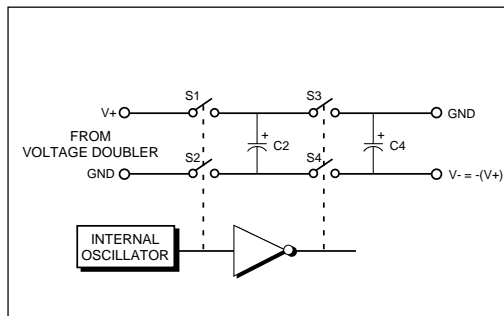 S1
S3
V+
GND
+
C2
+
C4
FROM
VOLTAGE DOUBLER
S2
S4
GND
V- = -(V+)
INTERNAL
OSCILLATOR